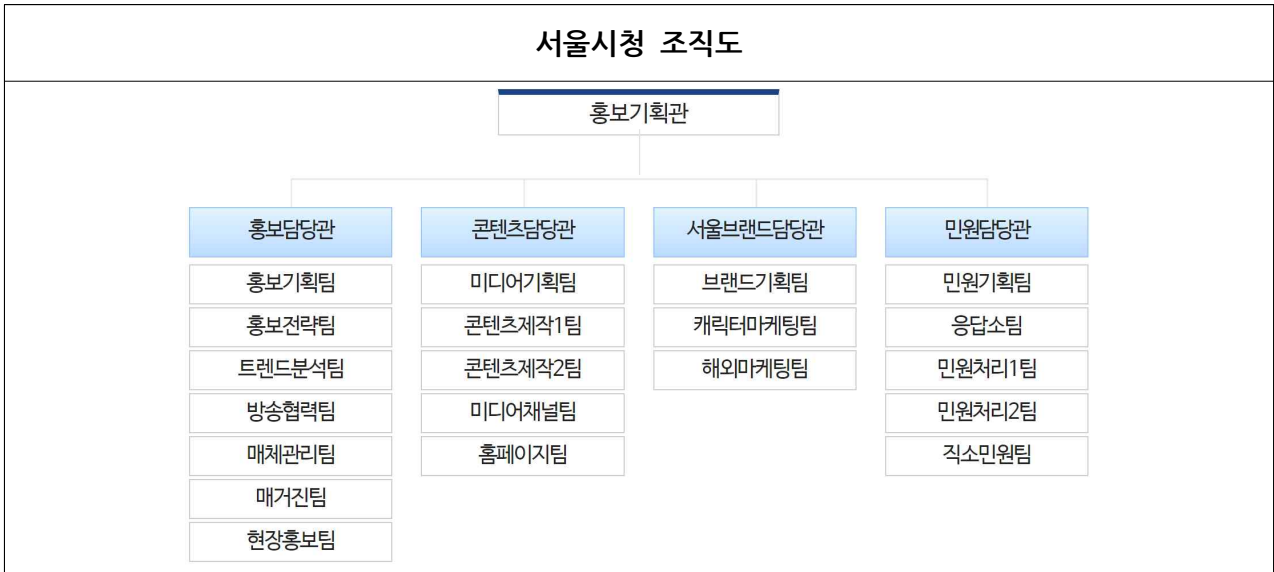 서울시청 조직도
홍보기획관
홍보담당관
홍보기획팀
홍보전략팀
트렌드분석팀
방송협력팀
매체관리팀
매거진팀
현장홍보팀
콘텐츠담당관
미디어기획팀
콘텐츠제작1팀
콘텐츠제작2팀
미디어채널팀
홈페이지팀
서울브랜드담당관
브랜드기획팀
캐릭터마케팅팀
해외마케팅팀
민원담당관
민원기획팀
응답소팀
민원처리1팀
민원처리2팀
직소민원팀